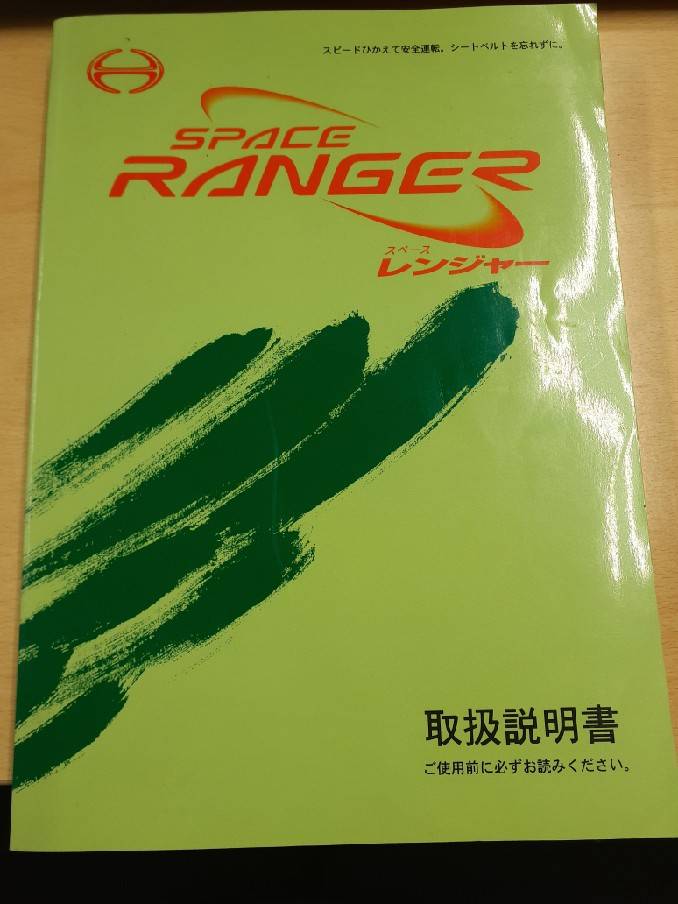 スピードひかえて安全運転。シートベルトを忘れずに。
SPACE
RANGER
スペース
レンジャー
取扱説明書
ご使用前に必ずお読みください。